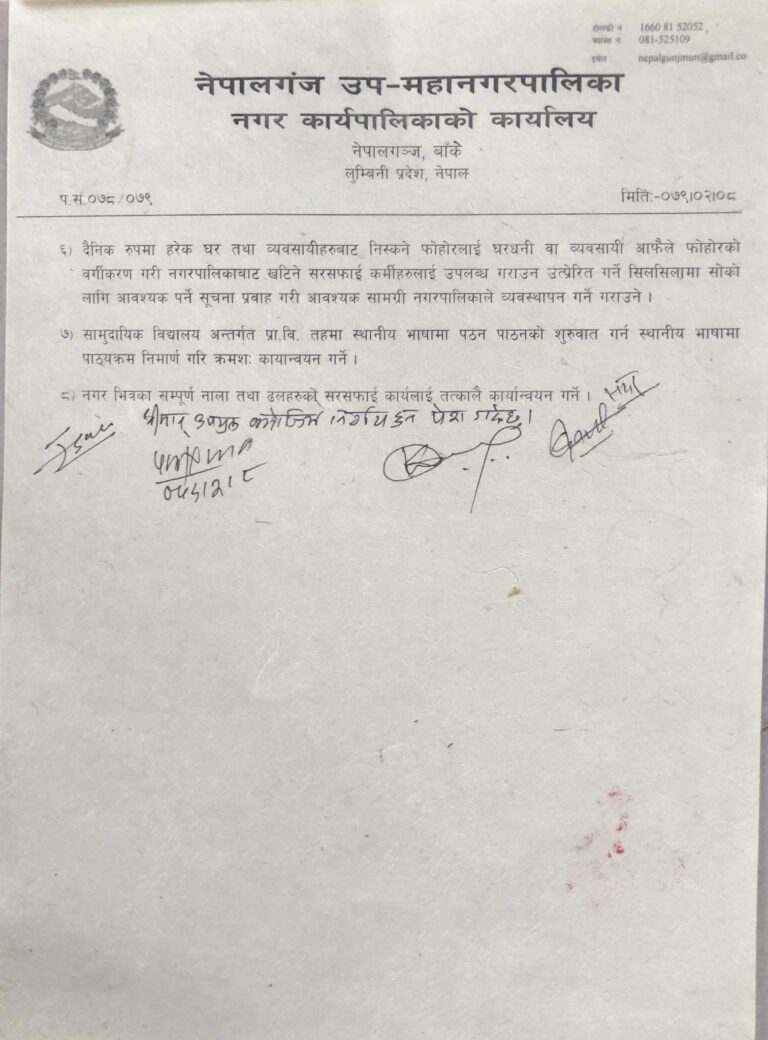 टोलफ्री नं 1660 81 52052
फ्याक्स नं 081-525109
इमेल nepalgunjmun@gmail.co
नेपालगंज उप-महानगरपालिका
नगर कार्यपालिकाको कार्यालय
नेपालगञ्ज, बाँके
लुम्बिनी प्रदेश, नेपाल
प.सं.०७८/०७९
मितिः-०७९।०२।०८
६) दैनिक रुपमा हरेक घर तथा व्यवसायीहरुबाट निस्कने फोहोरलाई घरधनी वा व्यवसायी आफैले फोहोरको
वर्गीकरण गरी नगरपालिकाबाट खटिने सरसफाई कर्मीहरुलाई उपलब्ध गराउन उत्प्रेरित गर्ने सिलसिलामा सोको
लागि आवश्यक पर्ने सूचना प्रवाह गरी आवश्यक सामग्री नगरपालिकाले व्यवस्थापन गर्ने गराउने ।
७) सामुदायिक विद्यालय अन्तर्गत प्रा.वि. तहमा स्थानीय भाषामा पठन पाठनको शुरुवात गर्न स्थानीय भाषामा
पाठ्यक्रम निमार्ण गरि क्रमशः कायान्वयन गर्ने ।
८) नगर भित्रका सम्पूर्ण नाला तथा ढलहरुको सरसफाई कार्यलाई तत्कालै कार्यान्वयन गर्ने ।
श्रीमान् निर्णय हुन पेश गर्दछु ।